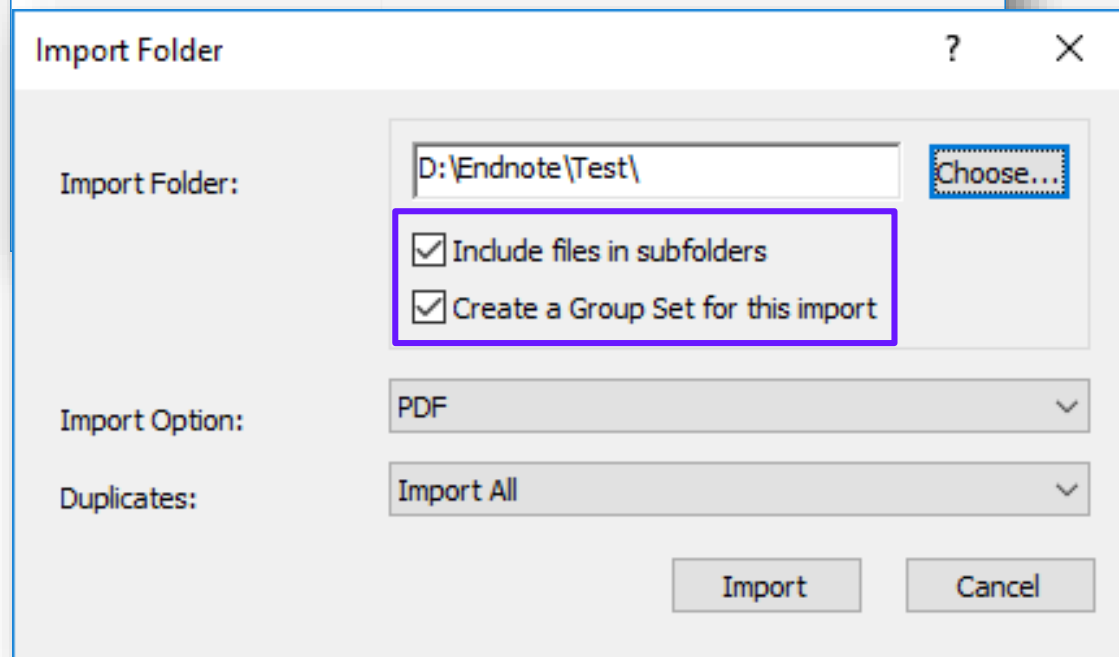 Import Folder ?
Import Folder: D:\Endnote\Test\ Choose...
Include files in subfolders
Create a Group Set for this import
Import Option: PDF
Duplicates: Import All
Import Cancel